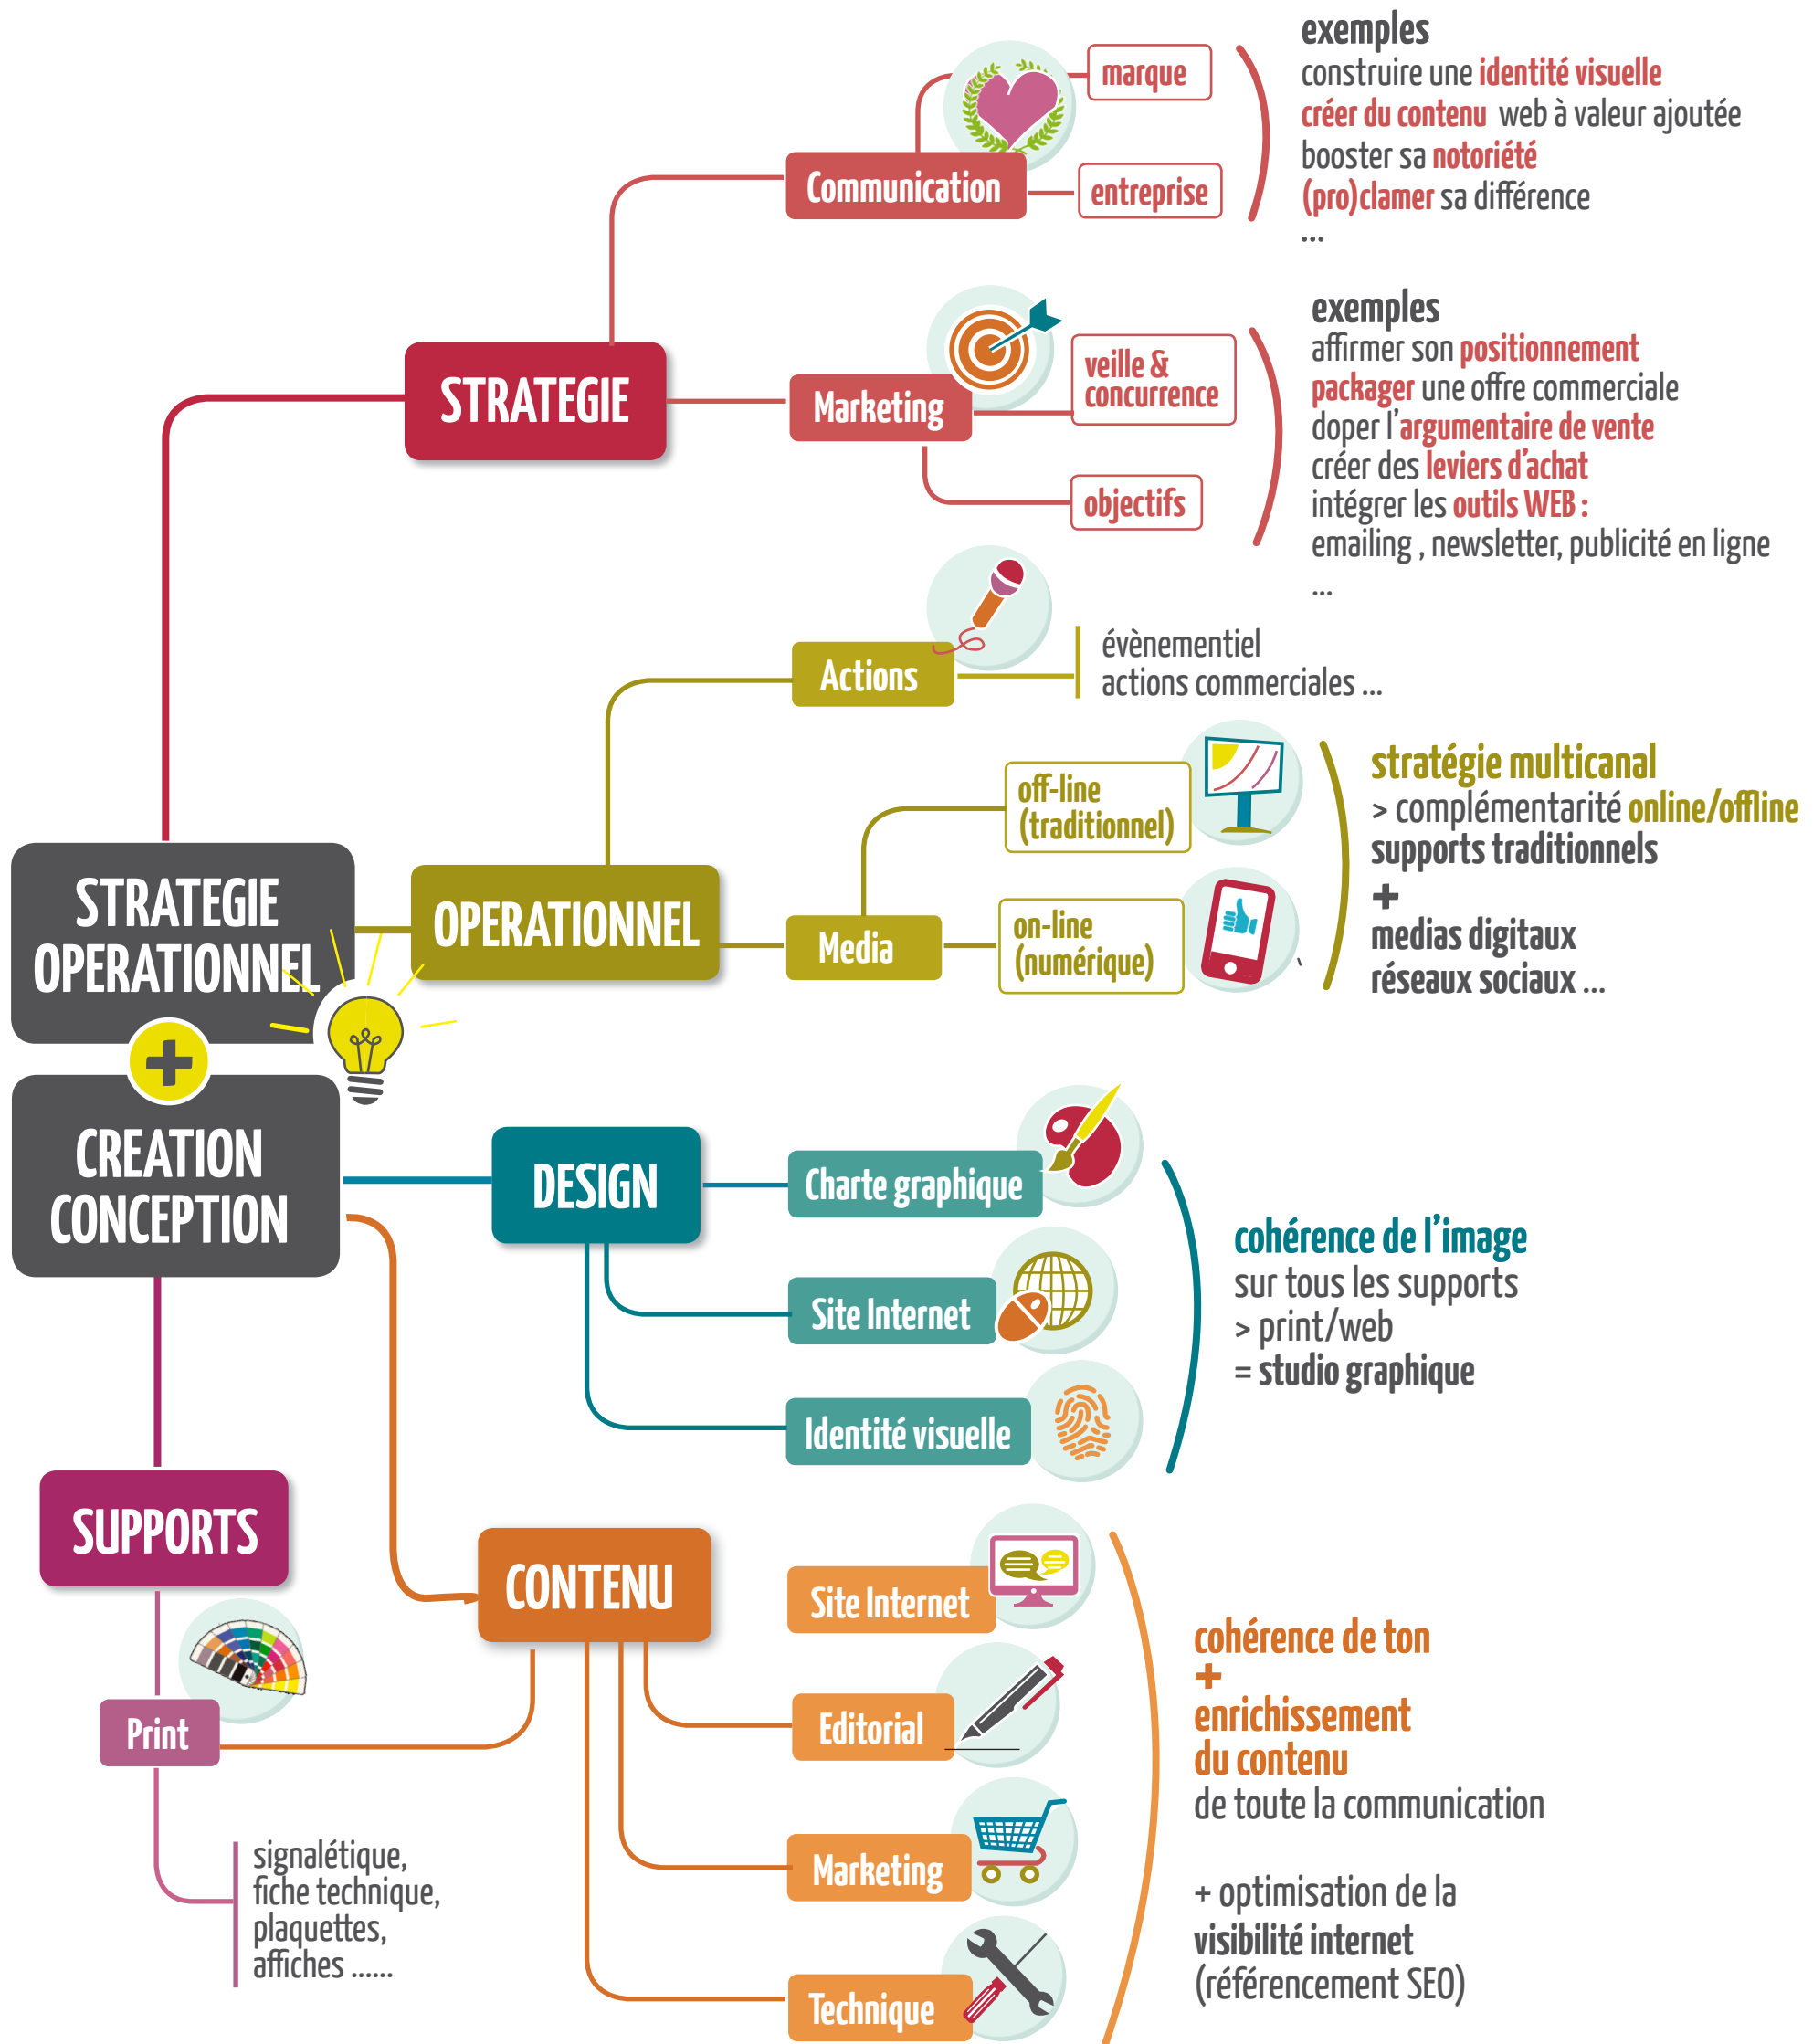 exemples
construire une identité visuelle
créer du contenu web à valeur ajoutée
booster sa notoriété
(pro)clamer sa différence
...
marque
Communication
entreprise
exemples
affirmer son positionnement
packager une offre commerciale
doper l'argumentaire de vente
créer des leviers d'achat
intégrer les outils WEB :
emailing , newsletter, publicité en ligne
...
STRATEGIE
Marketing
veille &
concurrence
objectifs
Actions
évènementiel
actions commerciales ...
STRATEGIE
OPERATIONNEL
OPERATIONNEL
Media
off-line
(traditionnel)
on-line
(numérique)
stratégie multicanal
> complémentarité online/offline
supports traditionnels
+
medias digitaux
réseaux sociaux ...
+
CREATION
CONCEPTION
DESIGN
Charte graphique
Site Internet
Identité visuelle
cohérence de l'image
sur tous les supports
> print/web
= studio graphique
SUPPORTS
Print
signalétique,
fiche technique,
plaquettes,
affiches ......
CONTENU
Site Internet
Editorial
Marketing
Technique
cohérence de ton
+
enrichissement
du contenu
de toute la communication
+ optimisation de la
visibilité internet
(référencement SEO)